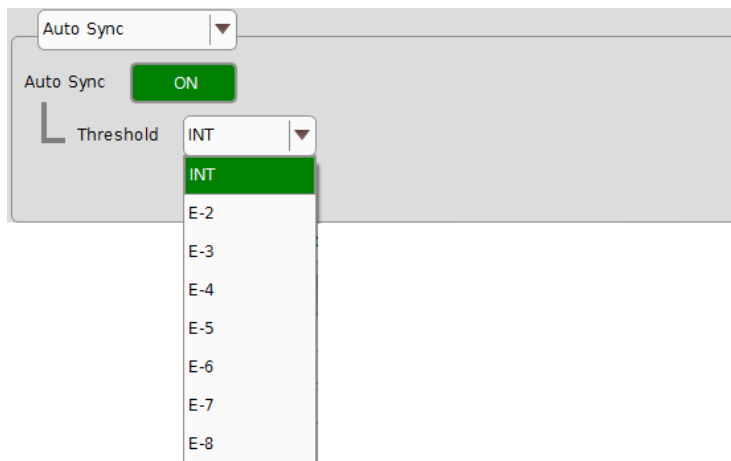 Auto Sync
Auto Sync ON
Threshold INT
INT
E-2
E-3
E-4
E-5
E-6
E-7
E-8